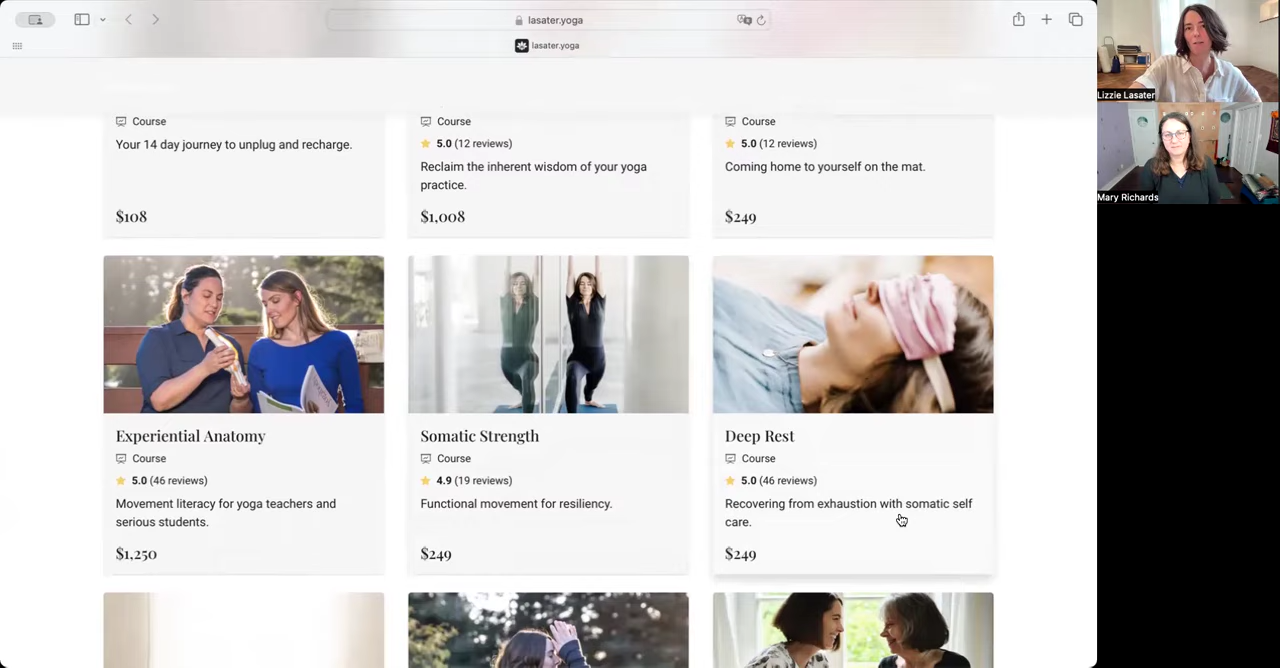 lasater.yoga
lasater.yoga
Lizzie Lasater
Mary Richards
Course
Your 14 day journey to unplug and recharge.
$108
Course
5.0 (12 reviews)
Reclaim the inherent wisdom of your yoga
practice.
$1,008
Course
5.0 (12 reviews)
Coming home to yourself on the mat.
$249
Experiential Anatomy
Course
5.0 (46 reviews)
Movement literacy for yoga teachers and
serious students.
$1,250
Somatic Strength
Course
4.9 (19 reviews)
Functional movement for resiliency.
$249
Deep Rest
Course
5.0 (46 reviews)
Recovering from exhaustion with somatic self
care.
$249